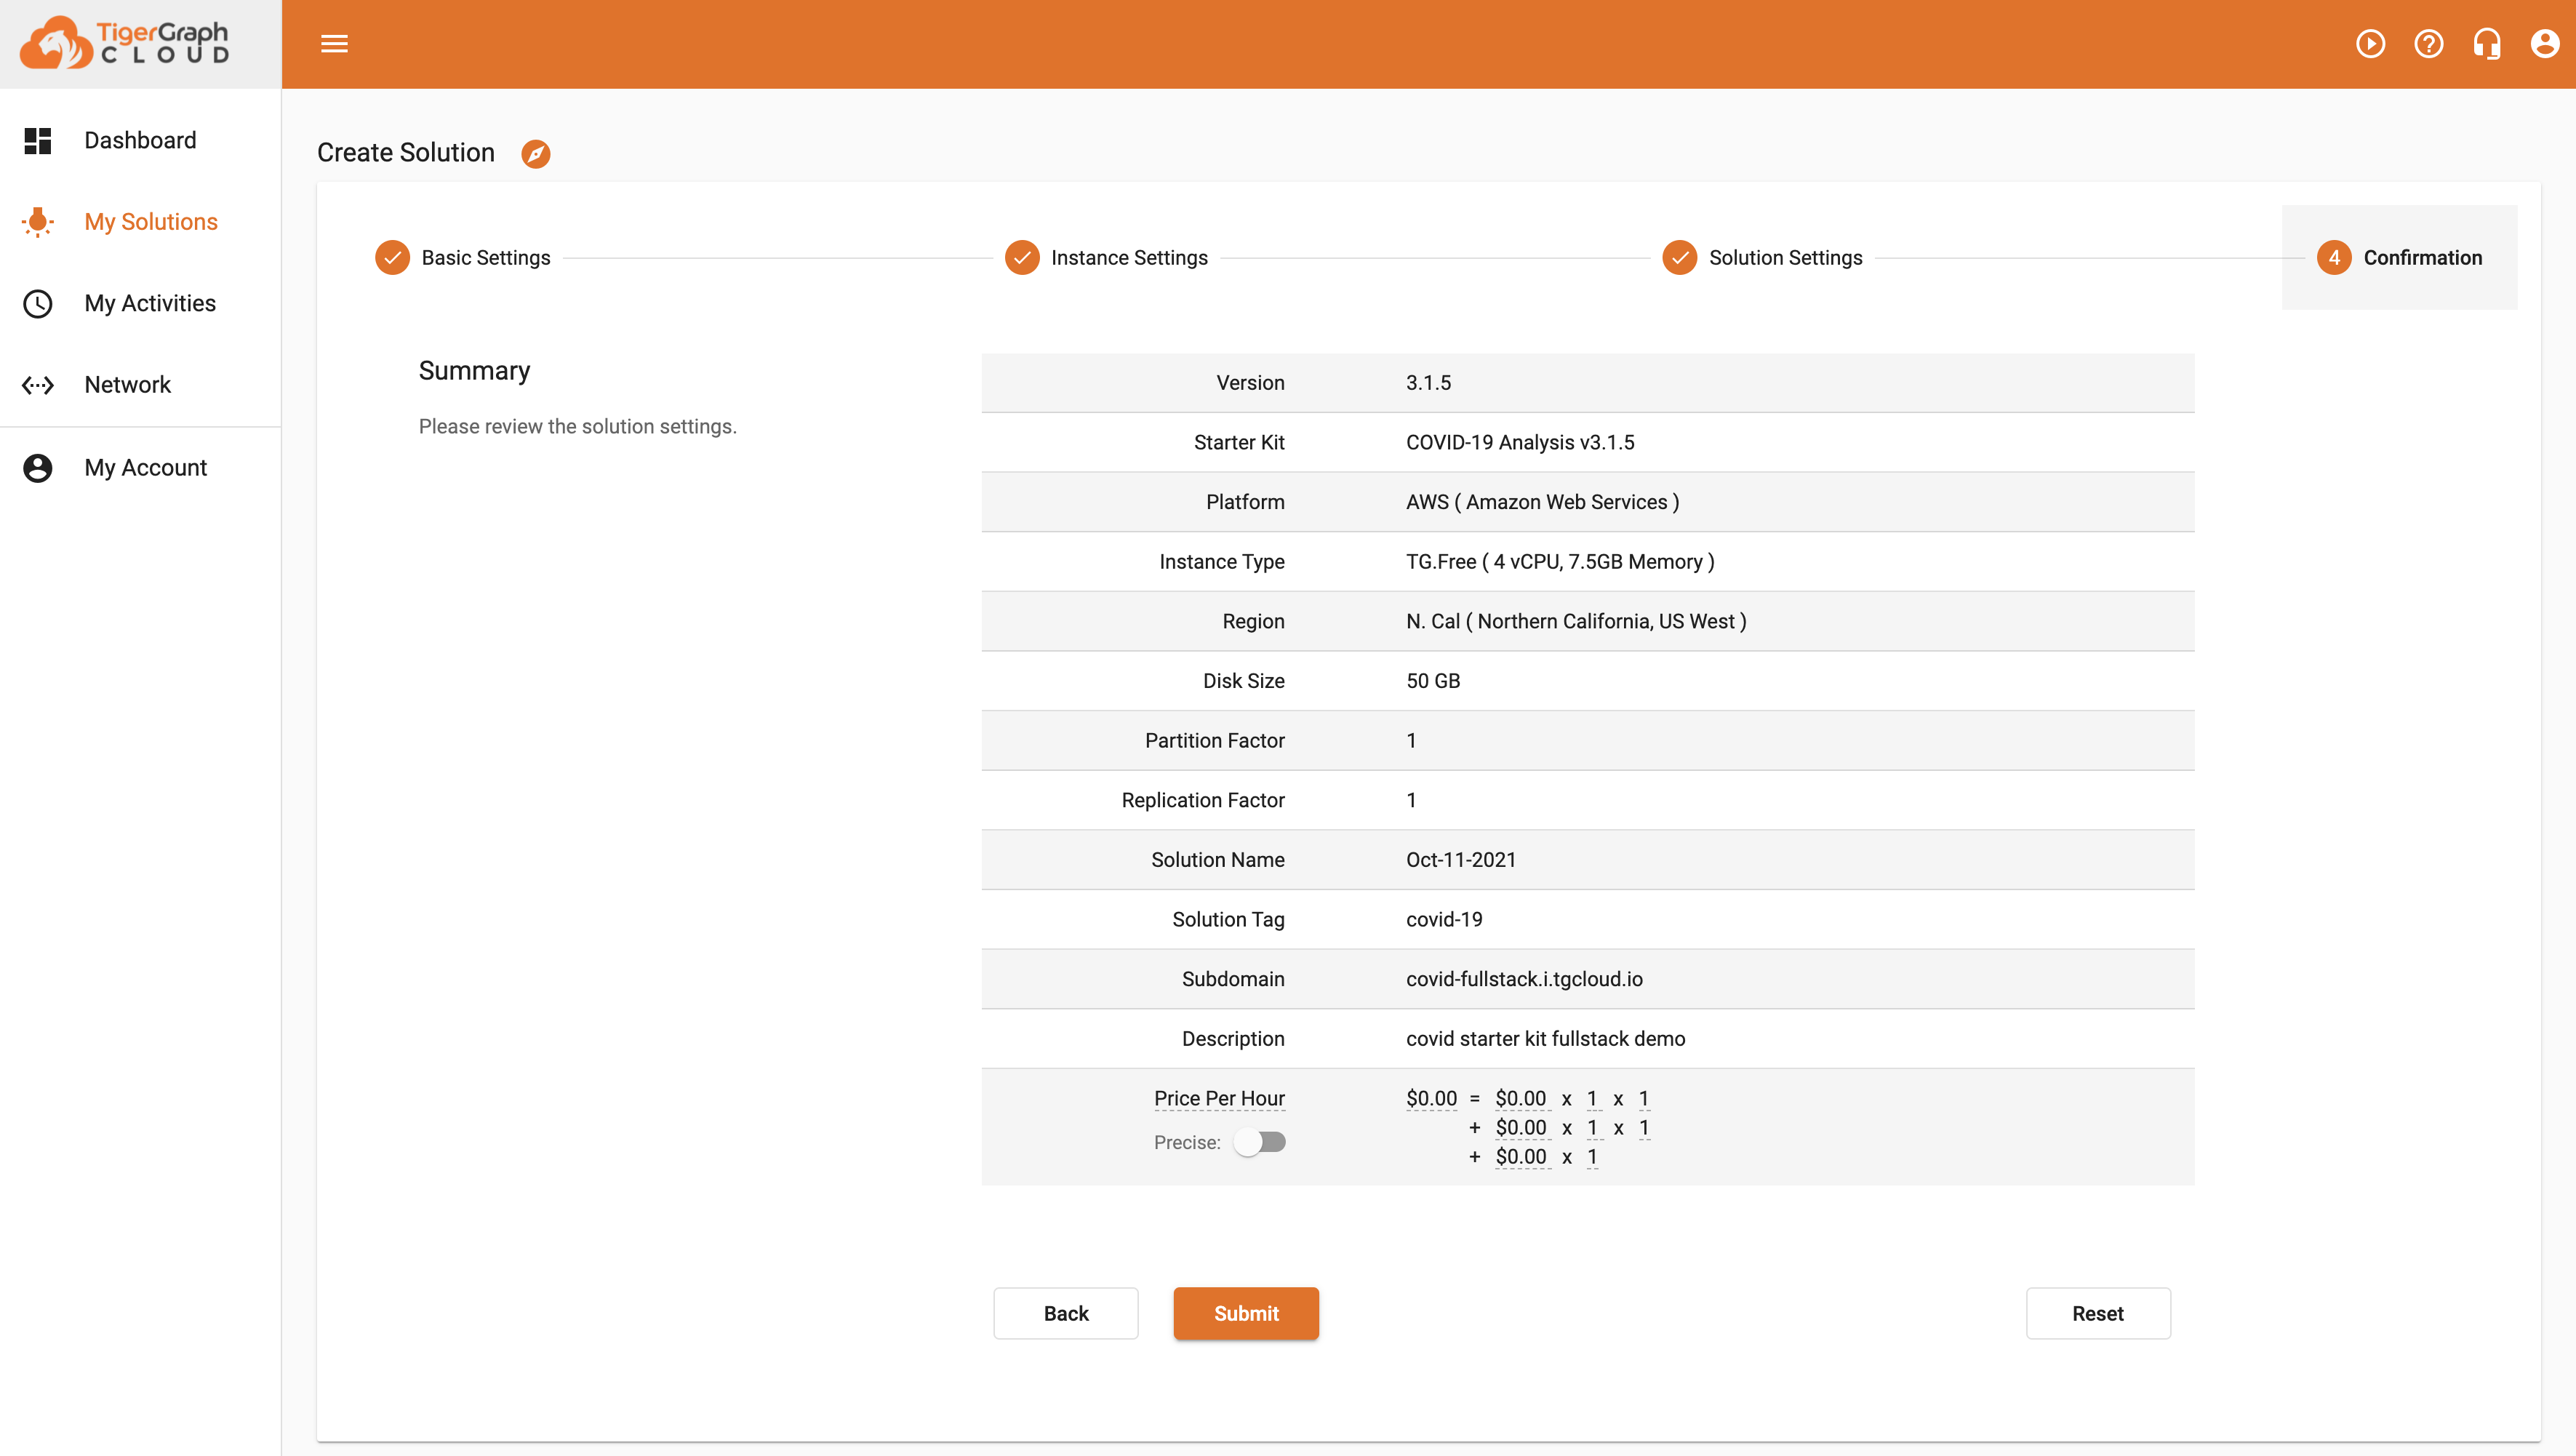 TigerGraph
CLOUD
Dashboard
My Solutions
My Activities
Network
My Account
Create Solution
Basic Settings
Instance Settings
Solution Settings
4 Confirmation
Summary
Please review the solution settings.
Version 3.1.5
Starter Kit COVID-19 Analysis v3.1.5
Platform AWS ( Amazon Web Services )
Instance Type TG.Free ( 4 vCPU, 7.5GB Memory )
Region N. Cal ( Northern California, US West )
Disk Size 50 GB
Partition Factor 1
Replication Factor 1
Solution Name Oct-11-2021
Solution Tag covid-19
Subdomain covid-fullstack.i.tgcloud.io
Description covid starter kit fullstack demo
Price Per Hour $0.00 = $0.00 x 1 x 1
+ $0.00 x 1 x 1
Precise:
+ $0.00 x 1
Back
Submit
Reset